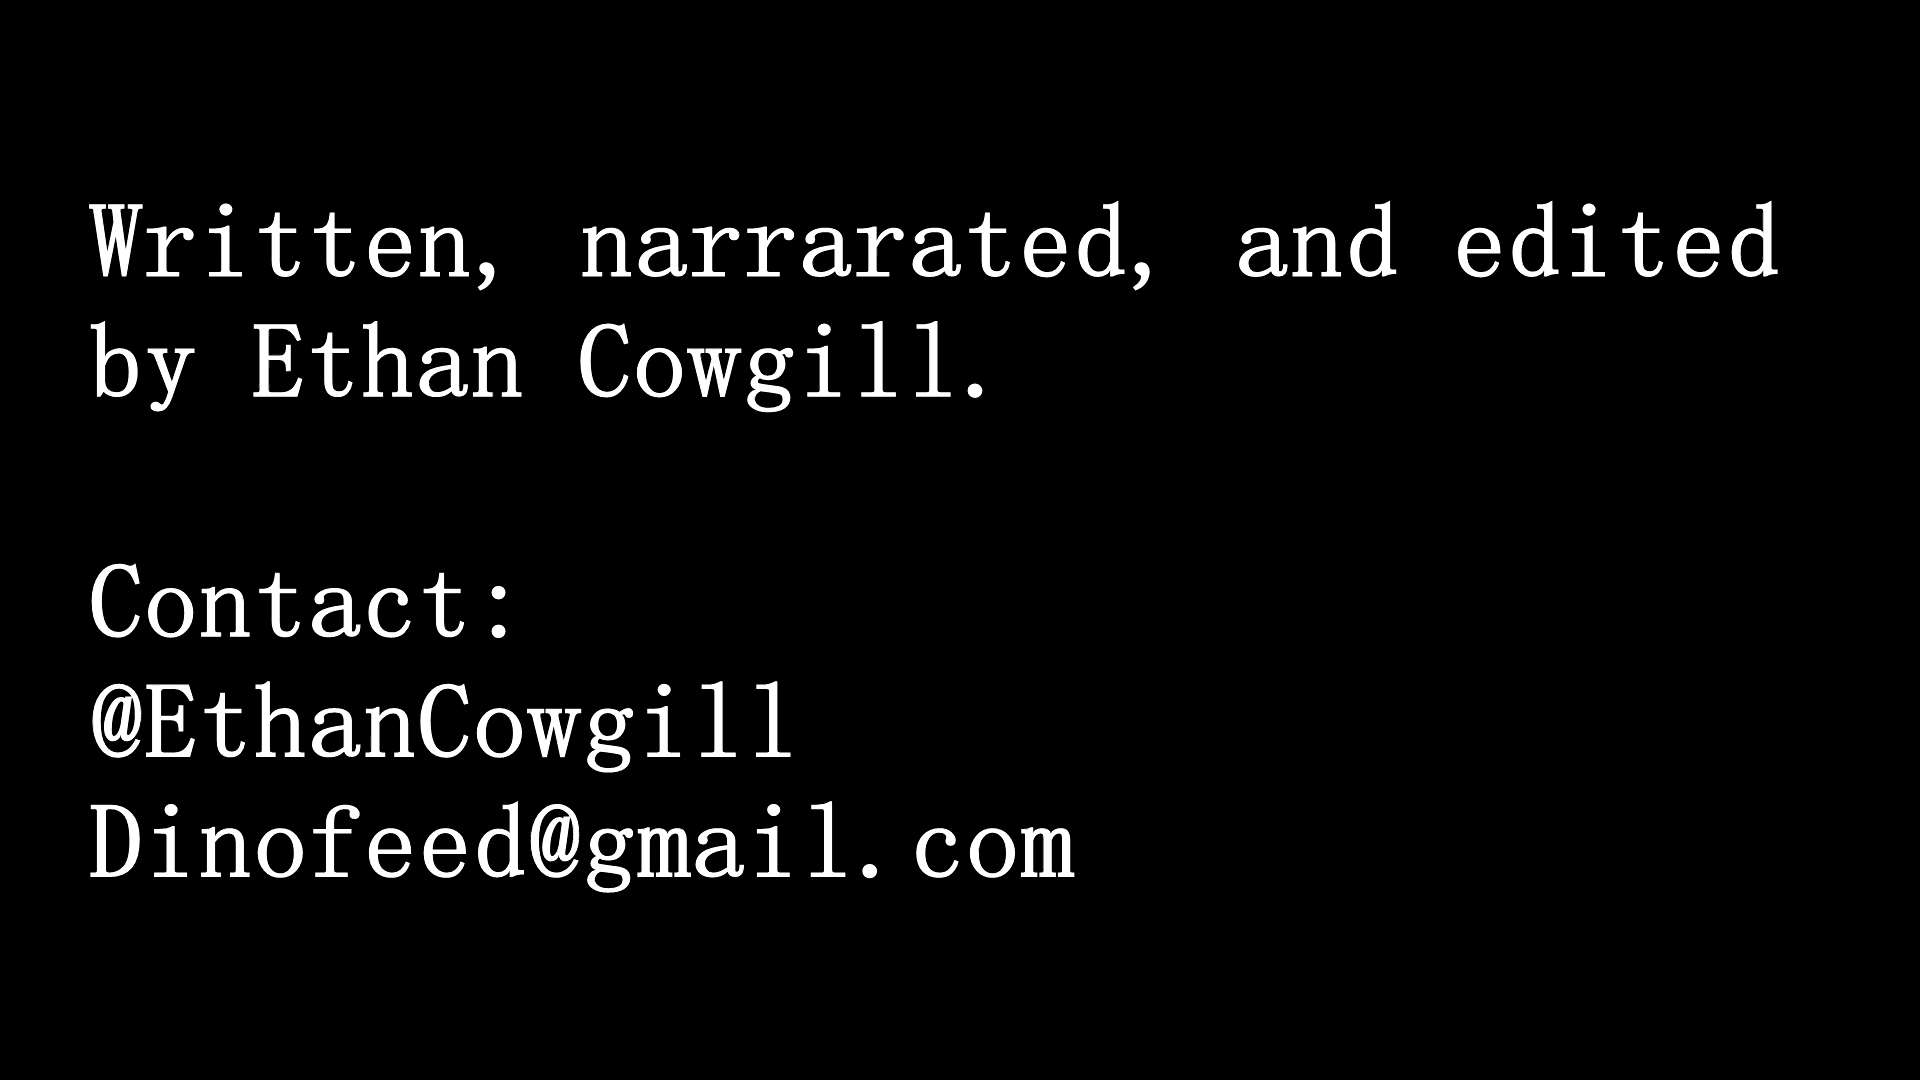 Written, narrarated, and edited
by Ethan Cowgill.
Contact:
@EthanCowgill
Dinofeed@gmail.com